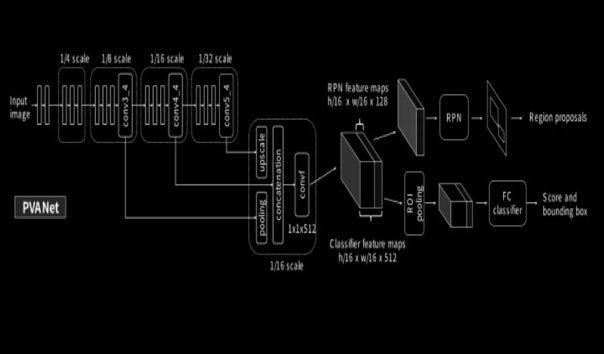 1/4 scale
1/8 scale
1/16 scale
1/32 scale
Input
image
conv3_4
conv4_4
conv5_4
RPN feature maps
h/16 x w/16 x 128
RPN
Region proposals
upscale
concatenation
pooling
convf
1x1x512
1/16 scale
PVANet
ROI
pooling
FC
classifier
Score and
bounding box
Classifier feature maps
h/16 x w/16 x 512